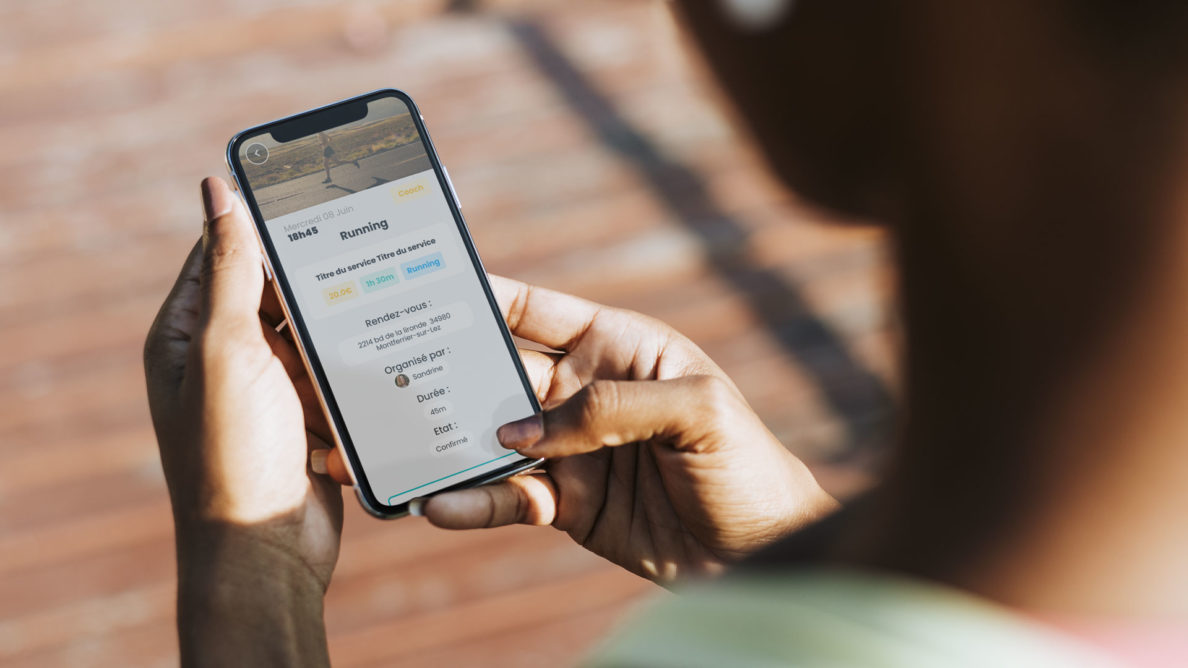 Coach
Mercredi 08 Juin
18h45
Running
Titre du service Titre du service
20.0€ 1h 30m Running
Rendez-vous :
2214 bd de la lironde 34980
Montferrier-sur-Lez
Organisé par :
Sandrine
Durée :
45m
Etat :
Confirmé